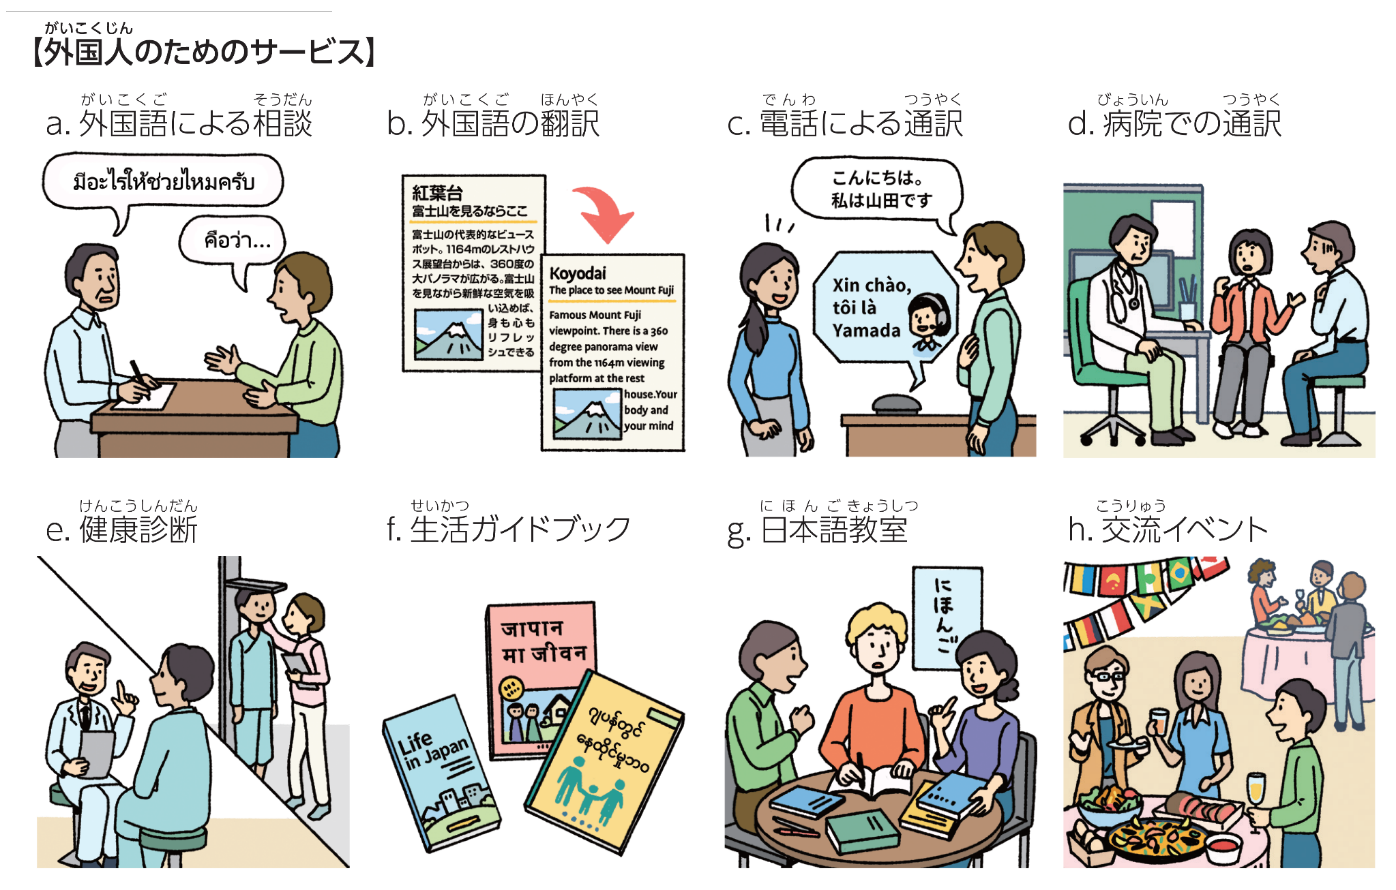 がいこくじん
【外国人のためのサービス】
がいこくご そうだん
a. 外国語による相談
มีอะไรให้ช่วยไหมครับ
คือว่า...
がいこくご ほんやく
b. 外国語の翻訳
紅葉台
富士山を見るならここ
富士山の代表的なビュース
ポット。1164mのレストハウ
ス展望台からは、360度の
大パノラマが広がる。富士山
を見ながら新鮮な空気を吸
い込めば、
身も心も
リフレッ
シュできる
Koyodai
The place to see Mount Fuji
Famous Mount Fuji
viewpoint. There is a 360
degree panorama view
from the 1164m viewing
platform at the rest
house.Your
body and
your mind
でんわ つうやく
c. 電話による通訳
こんにちは。
私は山田です
Xin chào,
tôi là
Yamada
びょういん つうやく
d. 病院での通訳
けんこうしんだん
e. 健康診断
せいかつ
f. 生活ガイドブック
जापान
मा जीवन
Life
in Japan
ဂျပန်တွင်
နေထိုင်မှုဘဝ
にほんごきょうしつ
g. 日本語教室
にほんご
こうりゅう
h. 交流イベント